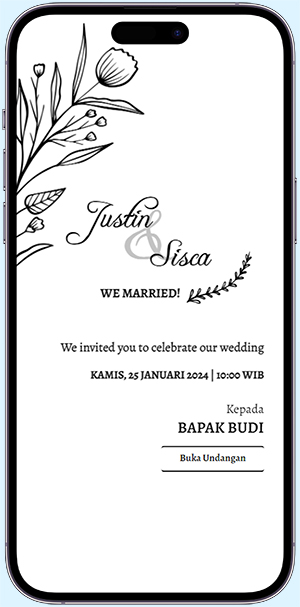 Justin
&
Sisca
WE MARRIED!
We invited you to celebrate our wedding
KAMIS, 25 JANUARI 2024 | 10:00 WIB
Kepada
BAPAK BUDI
Buka Undangan